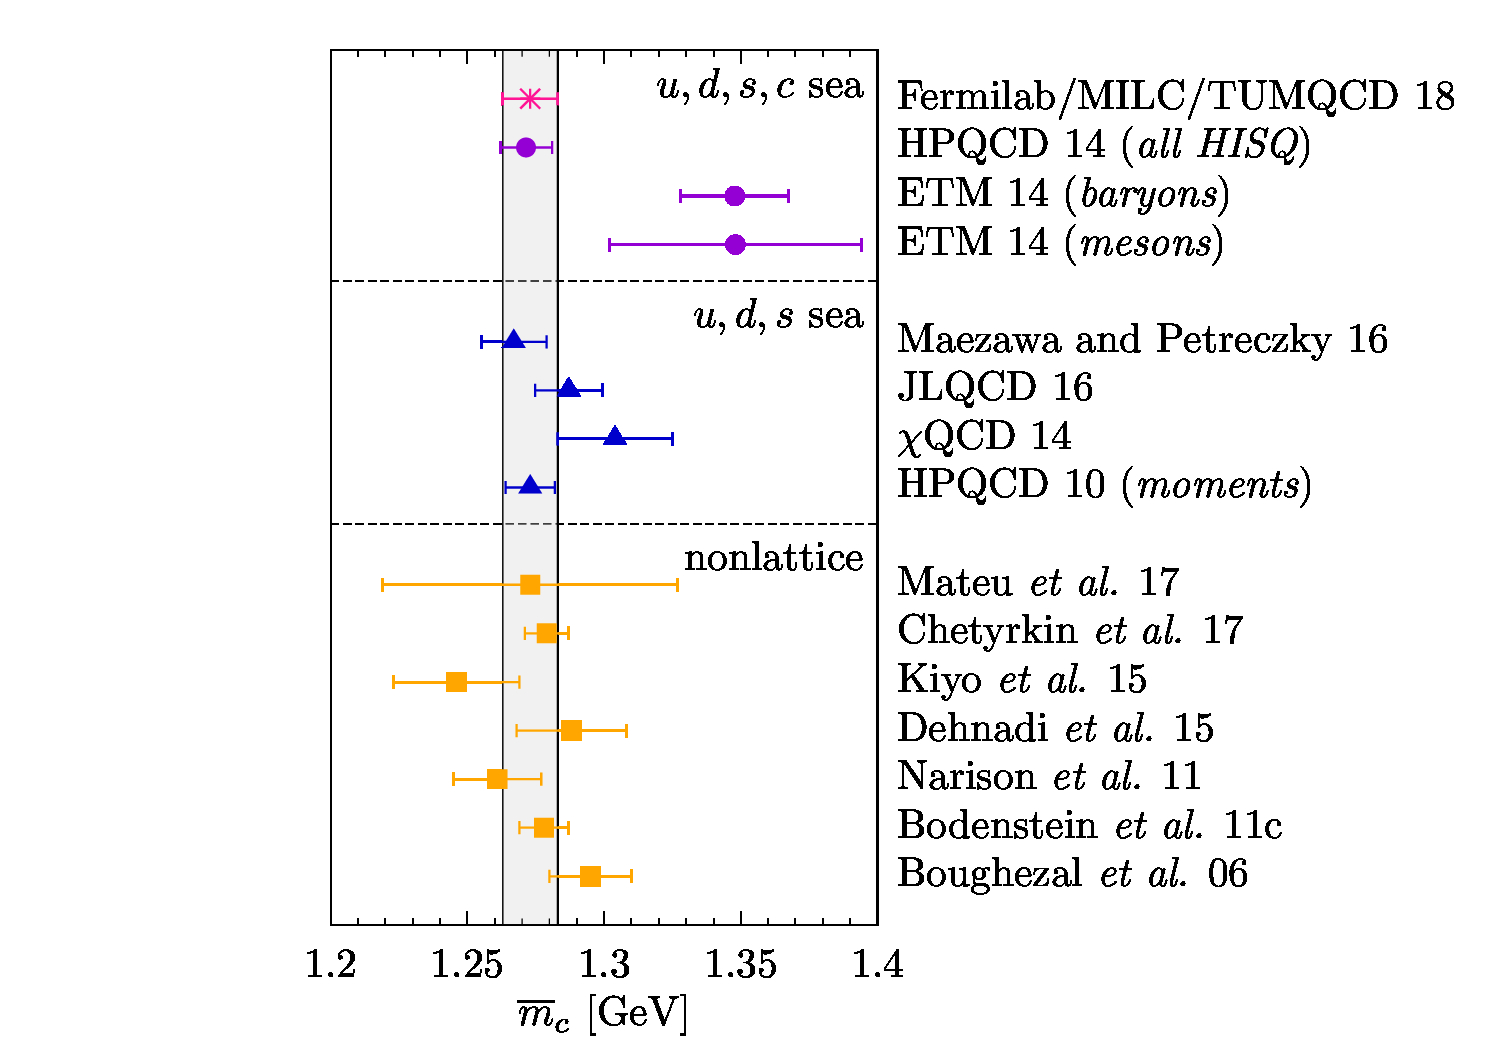 u, d, s, c sea
Fermilab/MILC/TUMQCD 18
HPQCD 14 (all HISQ)
ETM 14 (baryons)
ETM 14 (mesons)
u, d, s sea
Maezawa and Petreczky 16
JLQCD 16
χQCD 14
HPQCD 10 (moments)
nonlattice
Mateu et al. 17
Chetyrkin et al. 17
Kiyo et al. 15
Dehnadi et al. 15
Narison et al. 11
Bodenstein et al. 11c
Boughezal et al. 06
1.2 1.25 1.3 1.35 1.4
m̅c [GeV]